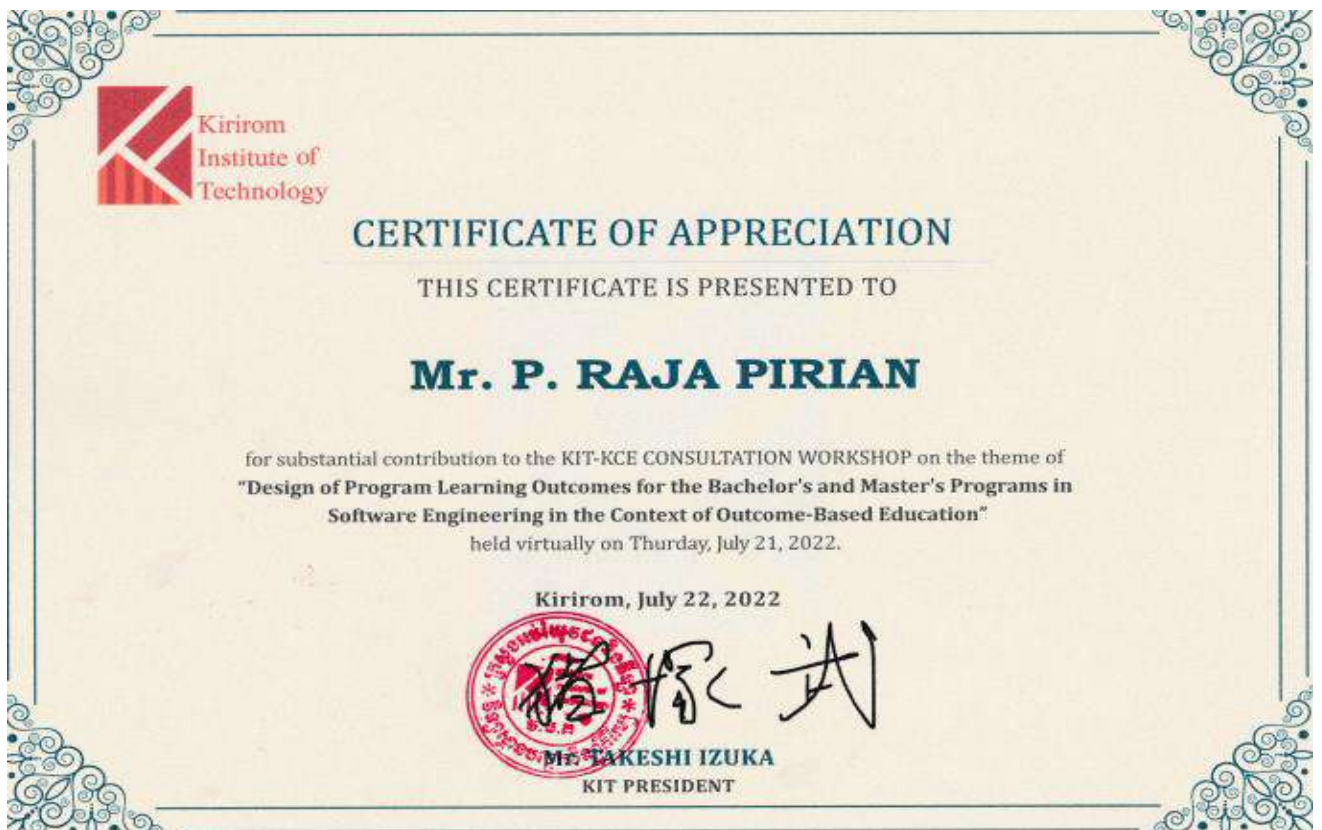 Kirirom
Institute of
Technology
CERTIFICATE OF APPRECIATION
THIS CERTIFICATE IS PRESENTED TO
Mr. P. RAJA PIRIAN
for substantial contribution to the KIT-KCE CONSULTATION WORKSHOP on the theme of
"Design of Program Learning Outcomes for the Bachelor's and Master's Programs in
Software Engineering in the Context of Outcome-Based Education"
held virtually on Thurday, July 21, 2022.
Kirirom, July 22, 2022
猪塚 武
Mr. TAKESHI IZUKA
KIT PRESIDENT